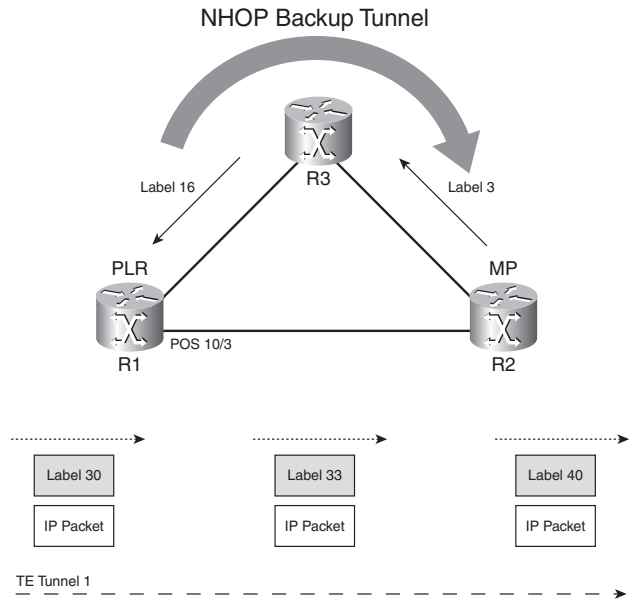 NHOP Backup Tunnel
R3
Label 16
Label 3
PLR
MP
POS 10/3
R1
R2
Label 30
Label 33
Label 40
IP Packet
IP Packet
IP Packet
TE Tunnel 1